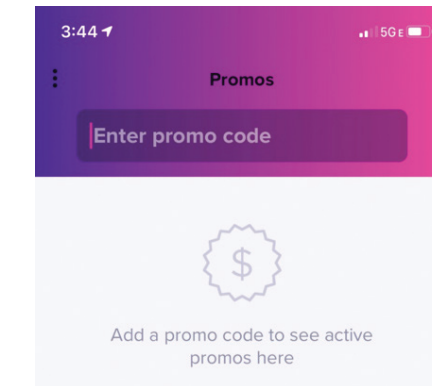 3:44
5G E
Promos
Enter promo code
$
Add a promo code to see active
promos here